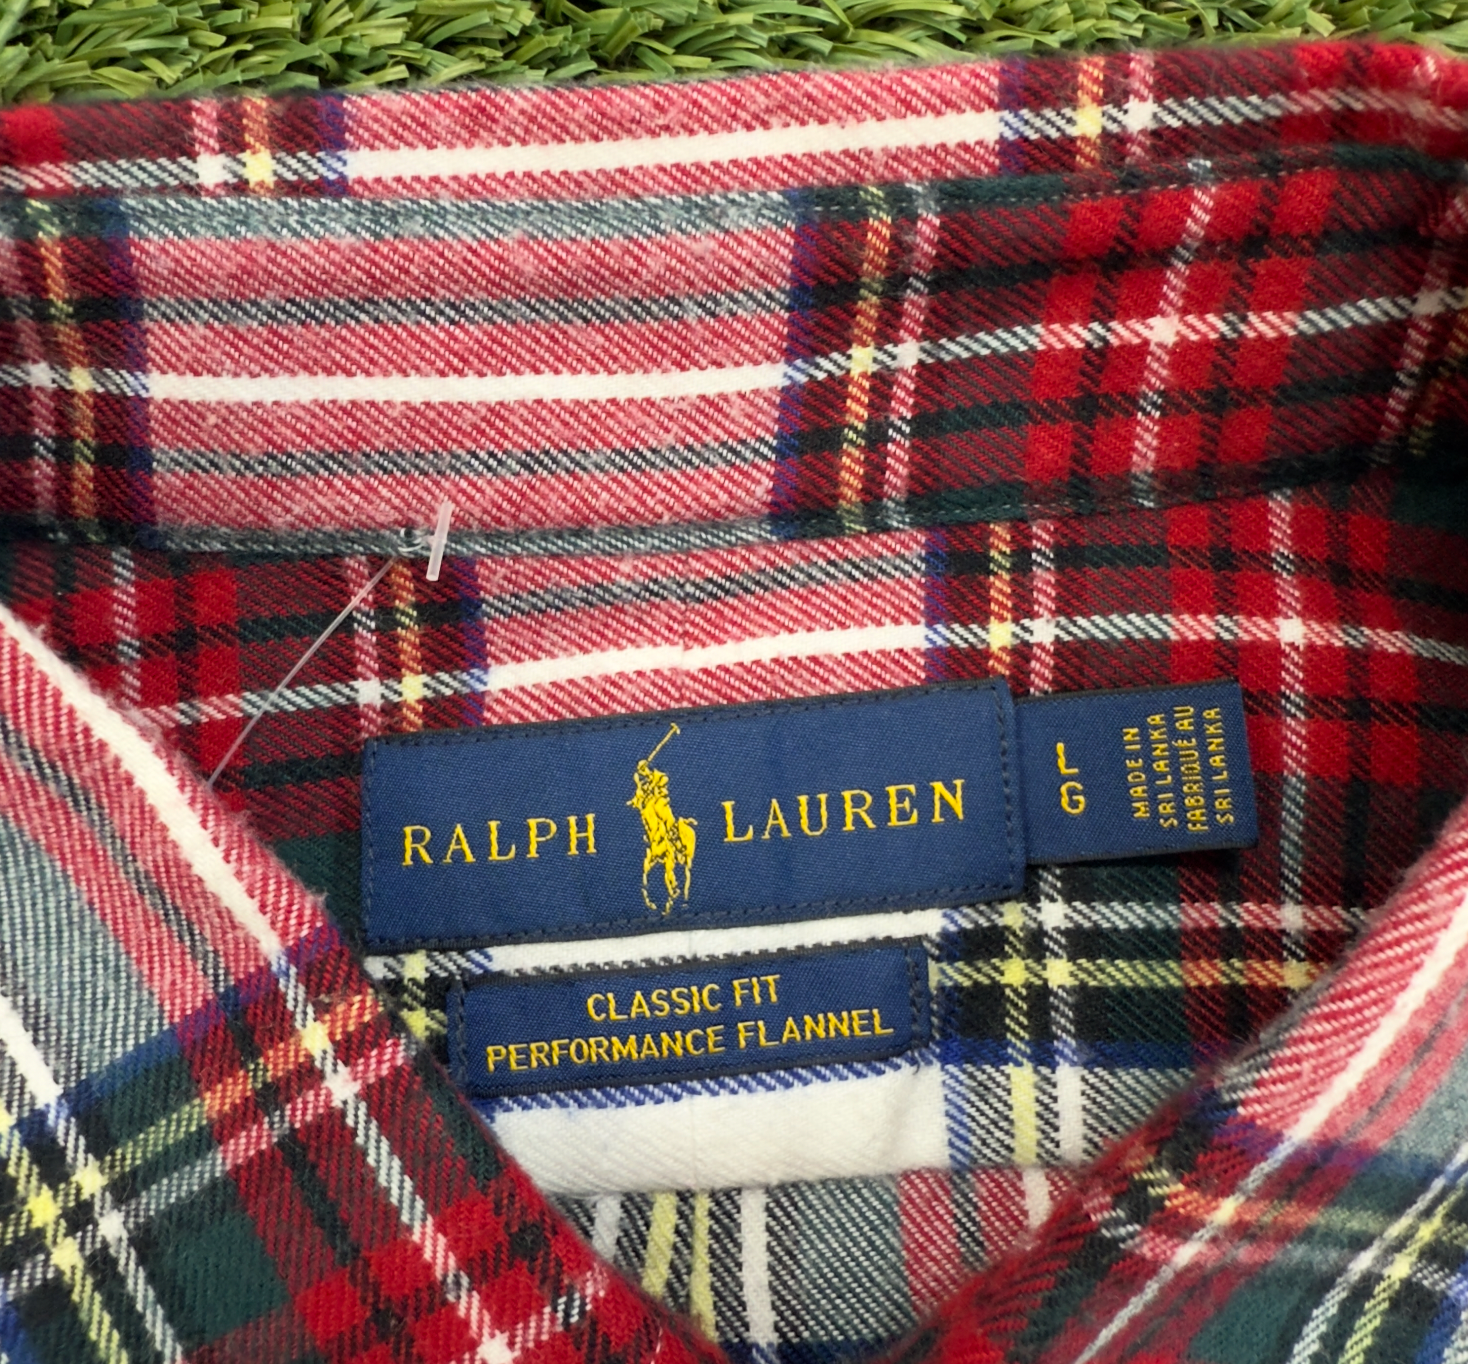 RALPH LAUREN
L
G
MADE IN
SRI LANKA
FABRIQUÉ AU
SRI LANKA
CLASSIC FIT
PERFORMANCE FLANNEL